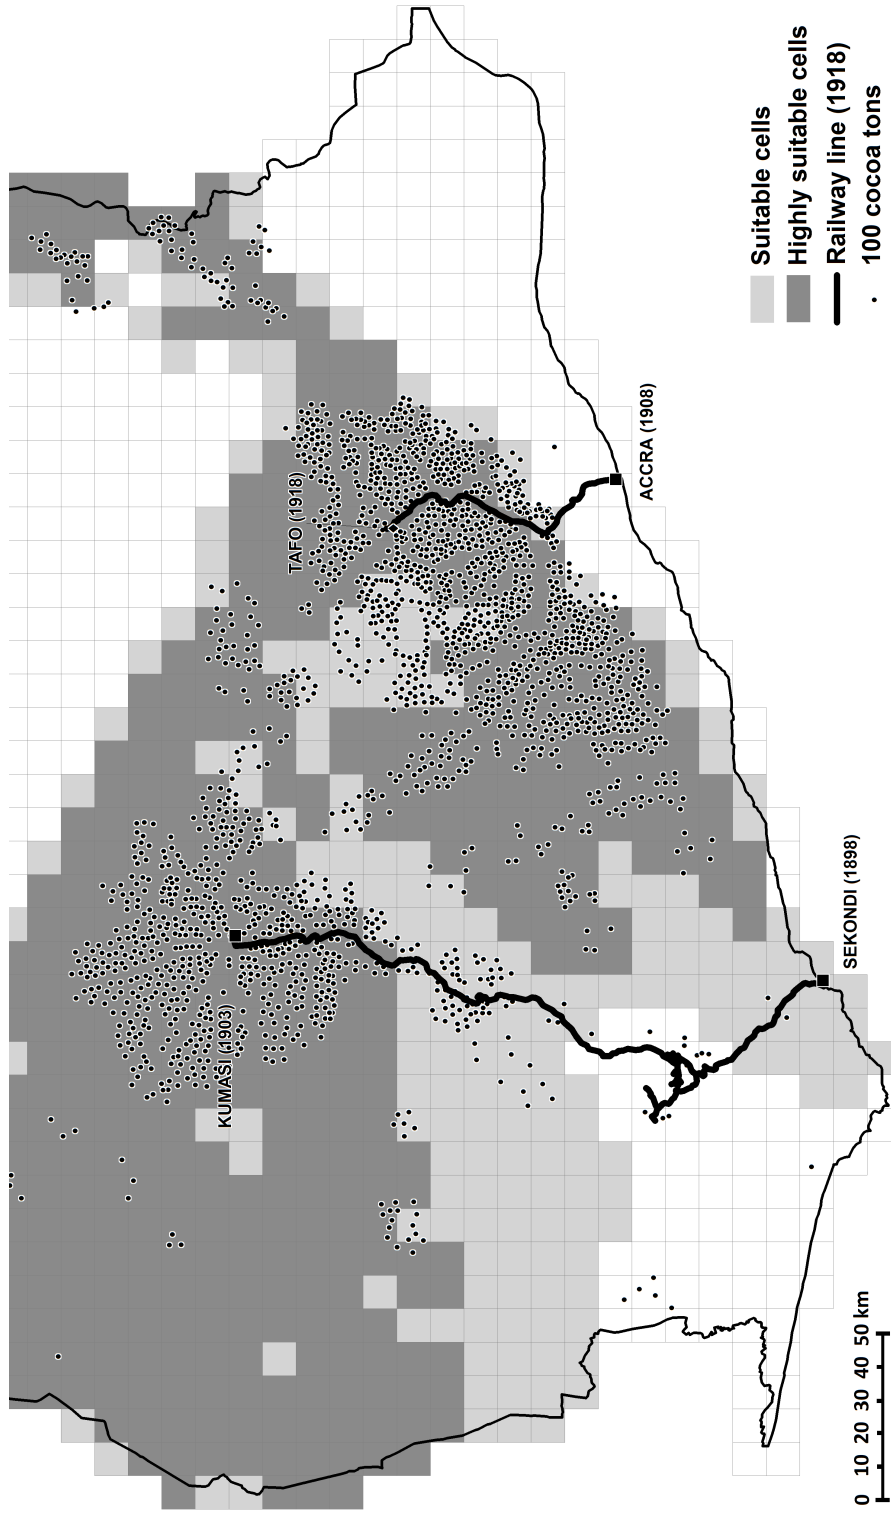 Suitable cells
Highly suitable cells
Railway line (1918)
100 cocoa tons
TAFO (1918)
ACCRA (1908)
KUMASI (1903)
SEKONDI (1898)
0 10 20 30 40 50 km